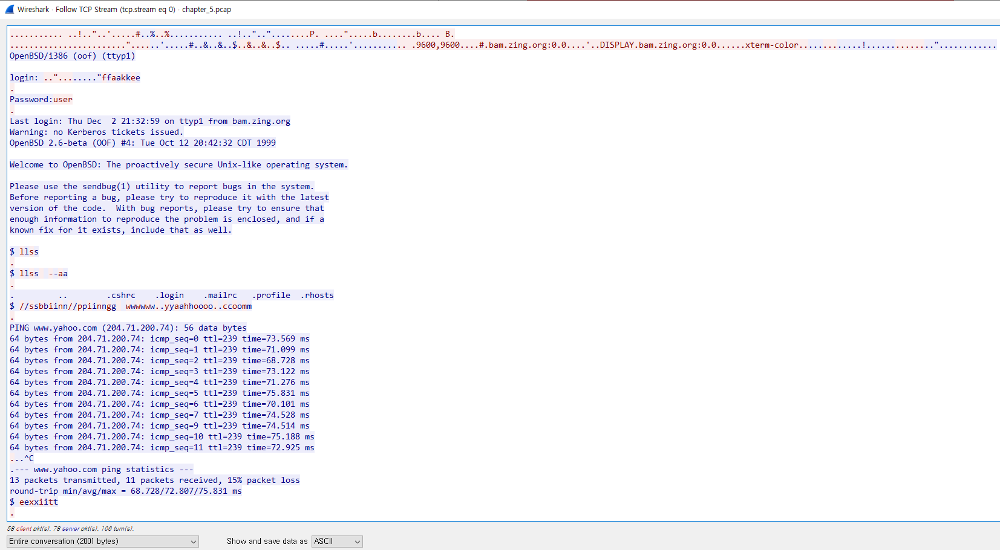 Wireshark · Follow TCP Stream (tcp.stream eq 0) · chapter_5.pcap
........... ..!.."..'.....#..%..%........... ..!..".."........P. .....".....b........b.... B.
........................"......'.....#..&..&..$..&..&..$.. .....#.....'........... .9600,9600....#.bam.zing.org:0.0....'..DISPLAY.bam.zing.org:0.0......xterm-color.............!.............."............
OpenBSD/i386 (oof) (ttyp1)
login: .."........"ffaakkee
.
Password:user
.
Last login: Thu Dec  2 21:32:59 on ttyp1 from bam.zing.org
Warning: no Kerberos tickets issued.
OpenBSD 2.6-beta (OOF) #4: Tue Oct 12 20:42:32 CDT 1999
Welcome to OpenBSD: The proactively secure Unix-like operating system.
Please use the sendbug(1) utility to report bugs in the system.
Before reporting a bug, please try to reproduce it with the latest
version of the code.  With bug reports, please try to ensure that
enough information to reproduce the problem is enclosed, and if a
known fix for it exists, include that as well.
$ llss
.
$ llss  --aa
.
.         ..        .cshrc    .login    .mailrc   .profile  .rhosts
$ //ssbbiinn//ppiinngg  wwwwww..yyaahhoooo..ccoomm
.
PING www.yahoo.com (204.71.200.74): 56 data bytes
64 bytes from 204.71.200.74: icmp_seq=0 ttl=239 time=73.569 ms
64 bytes from 204.71.200.74: icmp_seq=1 ttl=239 time=71.099 ms
64 bytes from 204.71.200.74: icmp_seq=2 ttl=239 time=68.728 ms
64 bytes from 204.71.200.74: icmp_seq=3 ttl=239 time=73.122 ms
64 bytes from 204.71.200.74: icmp_seq=4 ttl=239 time=71.276 ms
64 bytes from 204.71.200.74: icmp_seq=5 ttl=239 time=75.831 ms
64 bytes from 204.71.200.74: icmp_seq=6 ttl=239 time=70.101 ms
64 bytes from 204.71.200.74: icmp_seq=7 ttl=239 time=74.528 ms
64 bytes from 204.71.200.74: icmp_seq=9 ttl=239 time=74.514 ms
64 bytes from 204.71.200.74: icmp_seq=10 ttl=239 time=75.188 ms
64 bytes from 204.71.200.74: icmp_seq=11 ttl=239 time=72.925 ms
...^C
.--- www.yahoo.com ping statistics ---
13 packets transmitted, 11 packets received, 15% packet loss
round-trip min/avg/max = 68.728/72.807/75.831 ms
$ eexxiitt
.
58 client pkt(s), 78 server pkt(s), 106 turn(s).
Entire conversation (2001 bytes) Show and save data as ASCII